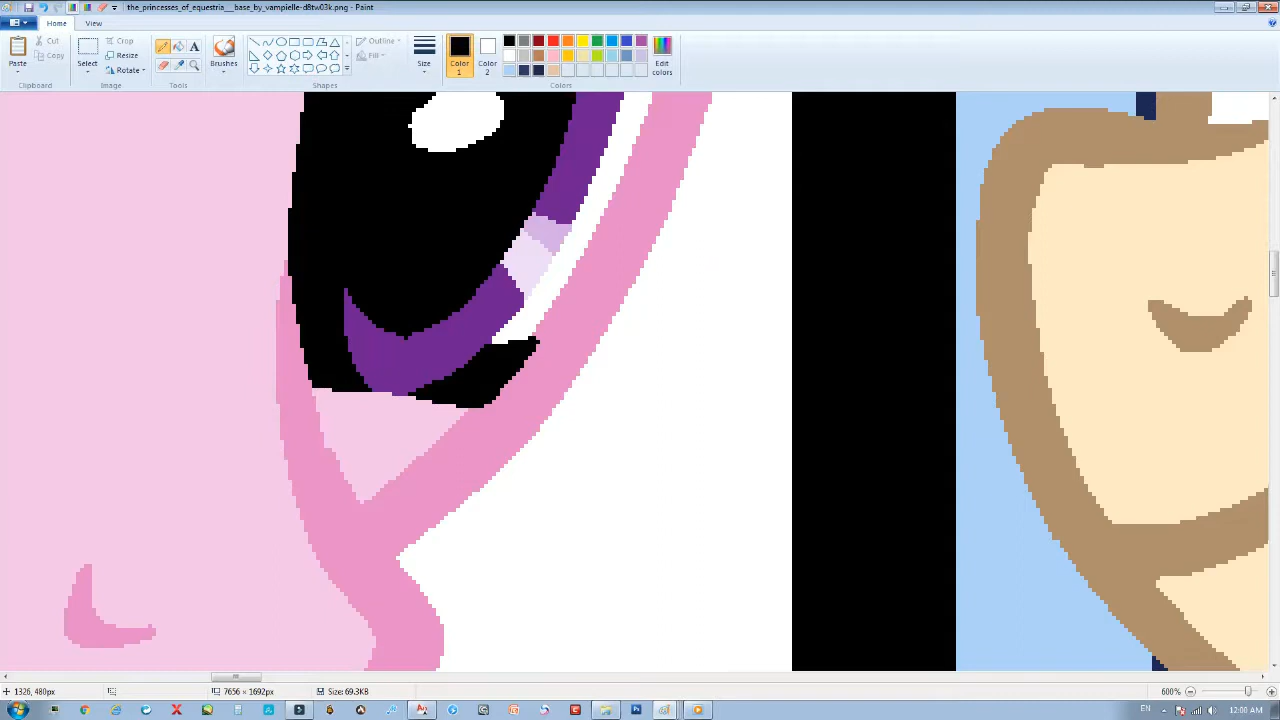 the_princesses_of_equestria__base_by_vampielle-d8tw03k.png - Paint
Home
View
Paste
Cut
Copy
Clipboard
Select
Crop
Resize
Rotate
Image
A
Tools
Brushes
Outline
Fill
Shapes
Size
Color 1
Color 2
Edit colors
Colors
1326, 480px
7656 × 1692px
Size: 69.3KB
600%
EN
12:00 AM